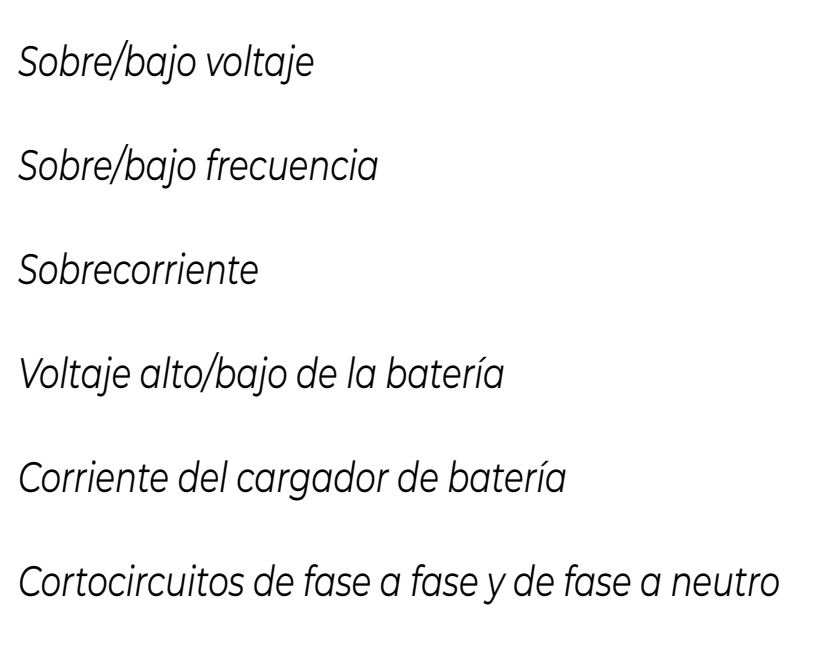 Sobre/bajo voltaje
Sobre/bajo frecuencia
Sobrecorriente
Voltaje alto/bajo de la batería
Corriente del cargador de batería
Cortocircuitos de fase a fase y de fase a neutro